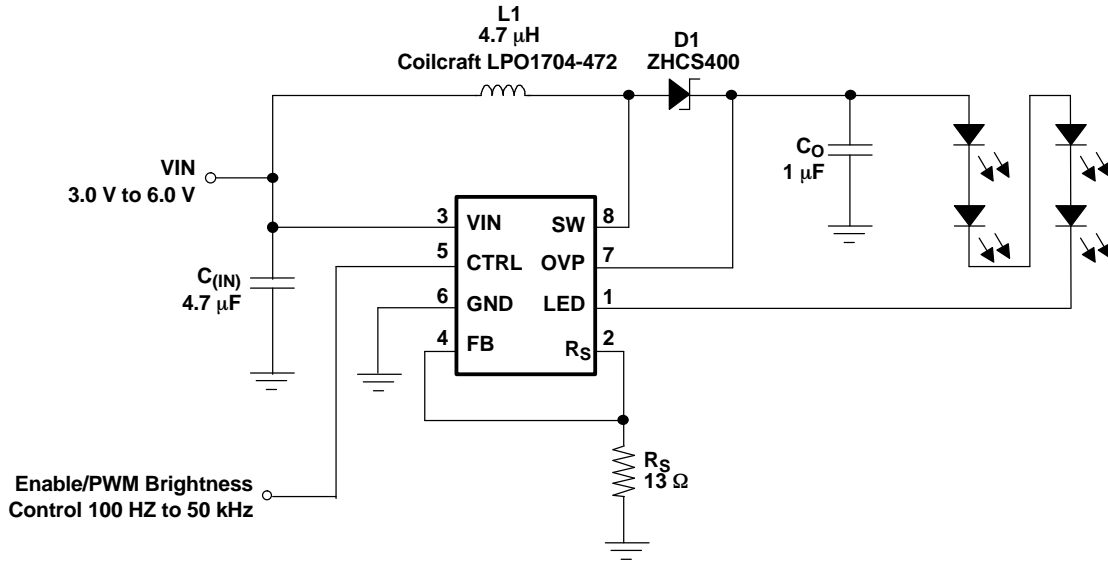 L1
4.7 μH
Coilcraft LPO1704-472
D1
ZHCS400
VIN
3.0 V to 6.0 V
C(IN)
4.7 μF
CO
1 μF
3 VIN SW 8
5 CTRL OVP 7
6 GND LED 1
4 FB RS 2
RS
13 Ω
Enable/PWM Brightness
Control 100 HZ to 50 kHz